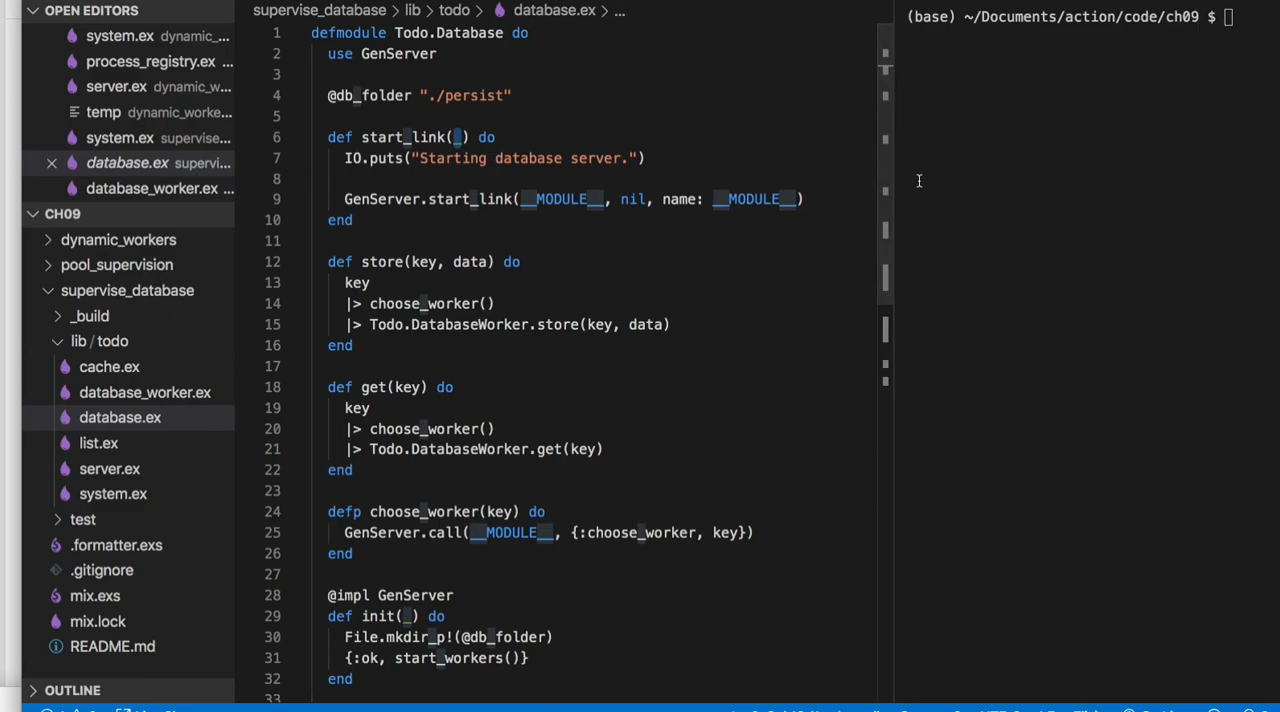 OPEN EDITORS
system.ex dynamic_...
process_registry.ex ...
server.ex dynamic_w...
temp dynamic_worke...
system.ex supervise...
database.ex supervi...
database_worker.ex ...
CH09
dynamic_workers
pool_supervision
supervise_database
_build
lib / todo
cache.ex
database_worker.ex
database.ex
list.ex
server.ex
system.ex
test
.formatter.exs
.gitignore
mix.exs
mix.lock
README.md
OUTLINE
supervise_database > lib > todo > database.ex > ...
1 defmodule Todo.Database do
2 use GenServer
3
4 @db_folder "./persist"
5
6 def start_link(_) do
7 IO.puts("Starting database server.")
8
9 GenServer.start_link(__MODULE__, nil, name: __MODULE__)
10 end
11
12 def store(key, data) do
13 key
14 |> choose_worker()
15 |> Todo.DatabaseWorker.store(key, data)
16 end
17
18 def get(key) do
19 key
20 |> choose_worker()
21 |> Todo.DatabaseWorker.get(key)
22 end
23
24 defp choose_worker(key) do
25 GenServer.call(__MODULE__, {:choose_worker, key})
26 end
27
28 @impl GenServer
29 def init(_) do
30 File.mkdir_p!(@db_folder)
31 {:ok, start_workers()}
32 end
33
(base) ~/Documents/action/code/ch09 $